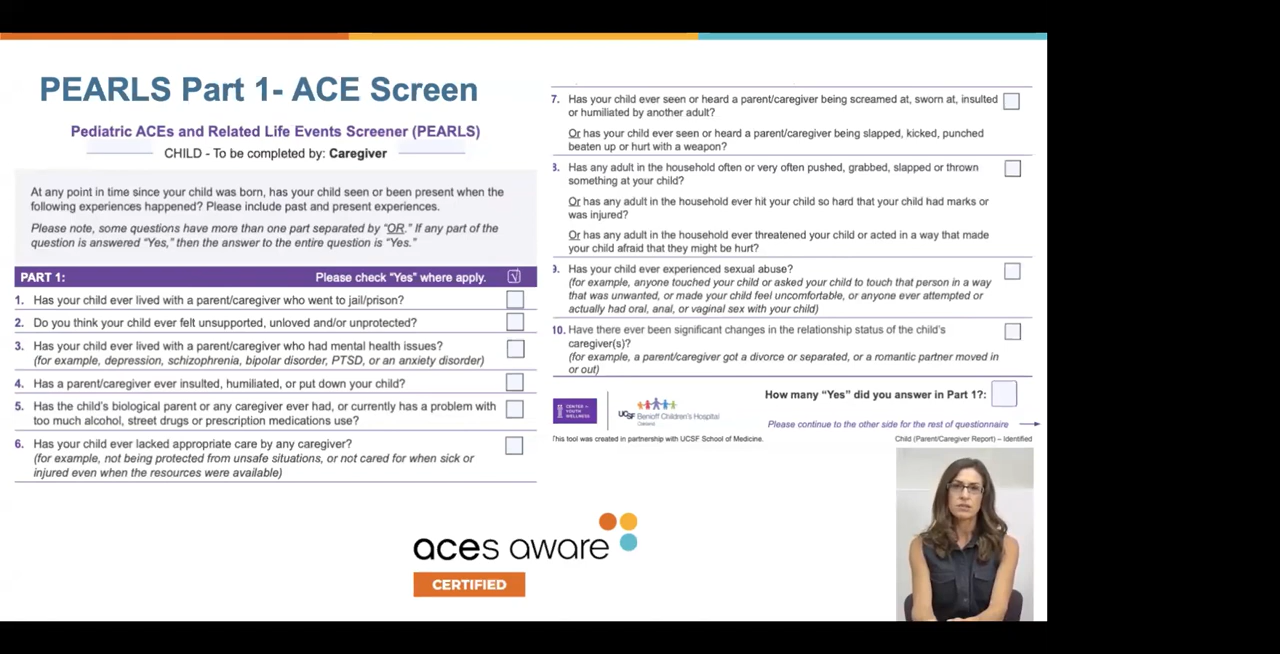 PEARLS Part 1- ACE Screen
Pediatric ACEs and Related Life Events Screener (PEARLS)
CHILD - To be completed by: Caregiver
At any point in time since your child was born, has your child seen or been present when the
following experiences happened? Please include past and present experiences.
Please note, some questions have more than one part separated by “OR.” If any part of the
question is answered “Yes,” then the answer to the entire question is “Yes.”
PART 1: Please check “Yes” where apply.
1. Has your child ever lived with a parent/caregiver who went to jail/prison?
2. Do you think your child ever felt unsupported, unloved and/or unprotected?
3. Has your child ever lived with a parent/caregiver who had mental health issues?
(for example, depression, schizophrenia, bipolar disorder, PTSD, or an anxiety disorder)
4. Has a parent/caregiver ever insulted, humiliated, or put down your child?
5. Has the child’s biological parent or any caregiver ever had, or currently has a problem with
too much alcohol, street drugs or prescription medications use?
6. Has your child ever lacked appropriate care by any caregiver?
(for example, not being protected from unsafe situations, or not cared for when sick or
injured even when the resources were available)
7. Has your child ever seen or heard a parent/caregiver being screamed at, sworn at, insulted
or humiliated by another adult?
Or has your child ever seen or heard a parent/caregiver being slapped, kicked, punched
beaten up or hurt with a weapon?
8. Has any adult in the household often or very often pushed, grabbed, slapped or thrown
something at your child?
Or has any adult in the household ever hit your child so hard that your child had marks or
was injured?
Or has any adult in the household ever threatened your child or acted in a way that made
your child afraid that they might be hurt?
9. Has your child ever experienced sexual abuse?
(for example, anyone touched your child or asked your child to touch that person in a way
that was unwanted, or made your child feel uncomfortable, or anyone ever attempted or
actually had oral, anal, or vaginal sex with your child)
10. Have there ever been significant changes in the relationship status of the child’s
caregiver(s)?
(for example, a parent/caregiver got a divorce or separated, or a romantic partner moved in
or out)
How many “Yes” did you answer in Part 1?:
CENTER
YOUTH
WELLNESS
UCSF Benioff Children’s Hospital
Oakland
Please continue to the other side for the rest of questionnaire
This tool was created in partnership with UCSF School of Medicine.
Child (Parent/Caregiver Report) – Identified
aces aware
CERTIFIED